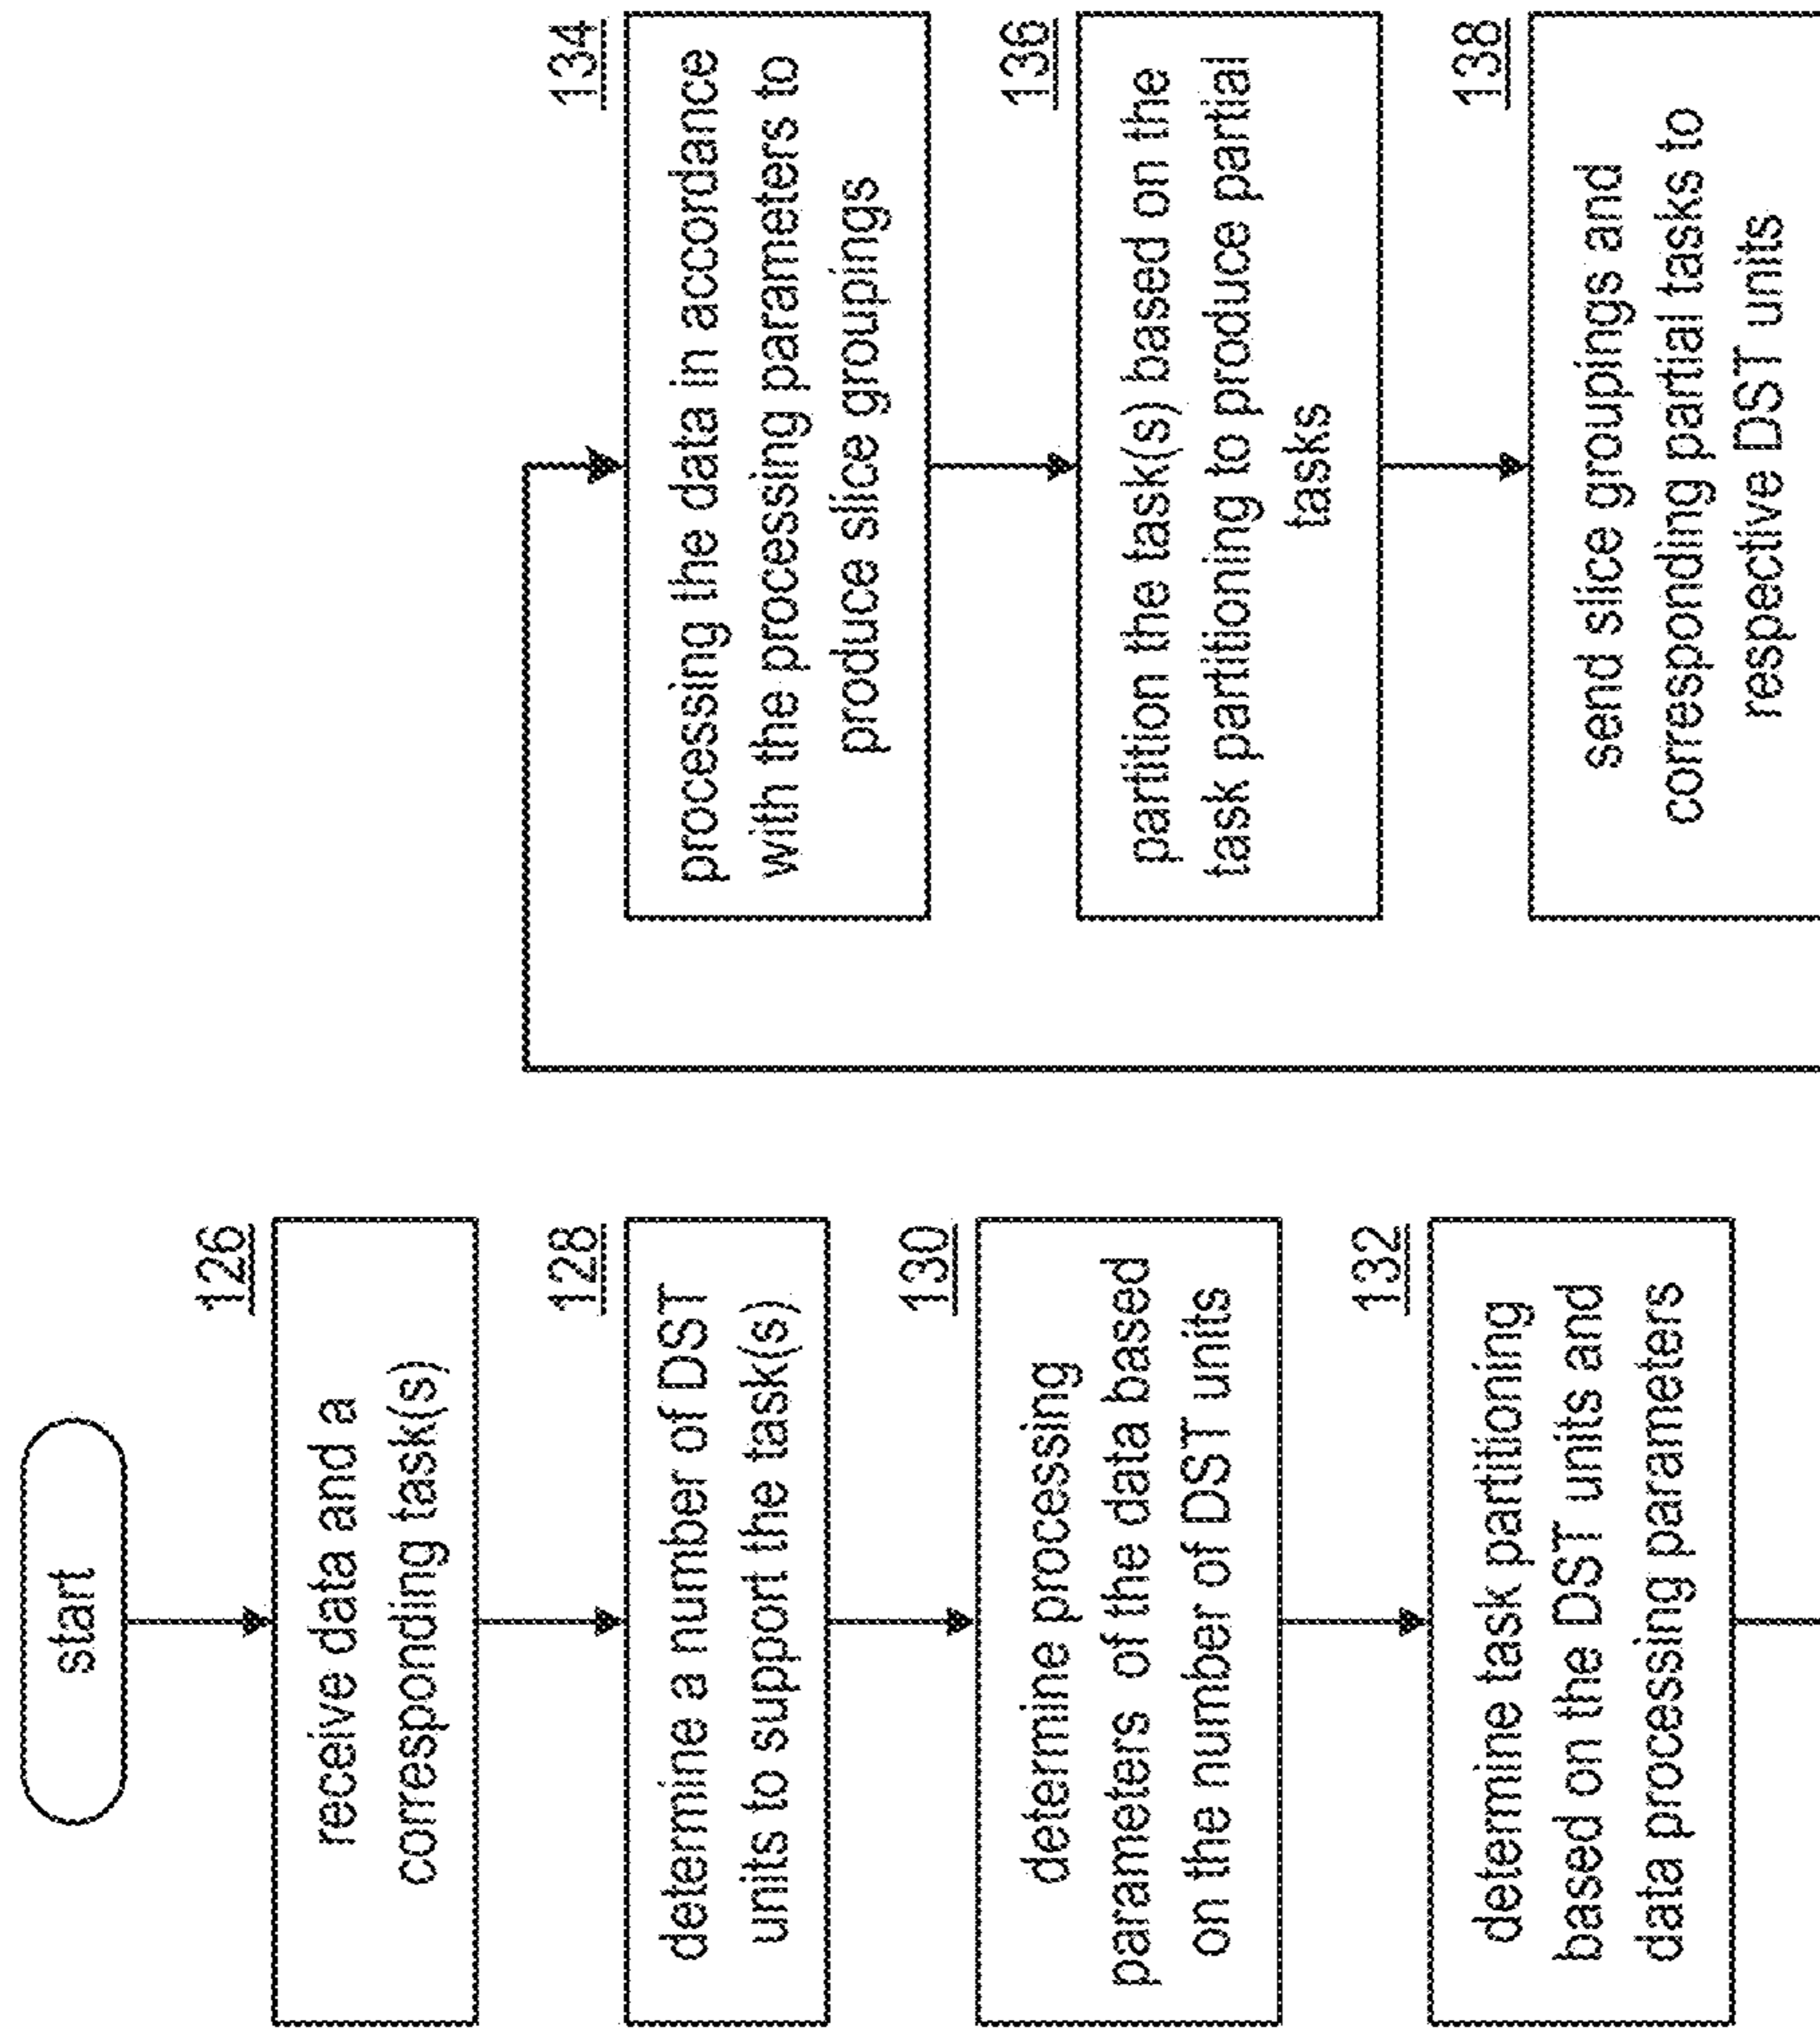 start
126
receive data and a
corresponding task(s)
128
determine a number of DST
units to support the task(s)
130
determine processing
parameters of the data based
on the number of DST units
132
determine task partitioning
based on the DST units and
data processing parameters
134
processing the data in accordance
with the processing parameters to
produce slice groupings
136
partition the task(s) based on the
task partitioning to produce partial
tasks
138
send slice groupings and
corresponding partial tasks to
respective DST units